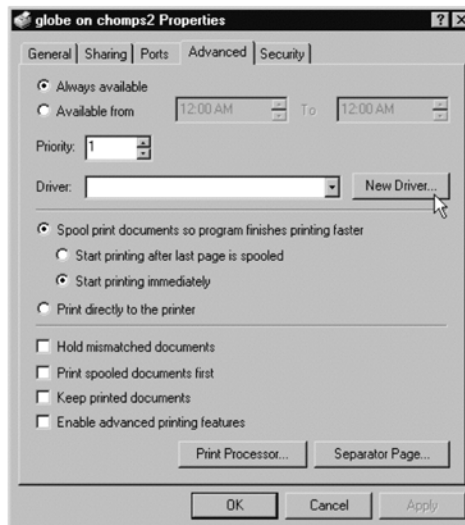 globe on chomps2 Properties
General Sharing Ports Advanced Security
Always available
Available from 12:00 AM To 12:00 AM
Priority: 1
Driver: New Driver...
Spool print documents so program finishes printing faster
Start printing after last page is spooled
Start printing immediately
Print directly to the printer
Hold mismatched documents
Print spooled documents first
Keep printed documents
Enable advanced printing features
Print Processor... Separator Page...
OK Cancel Apply